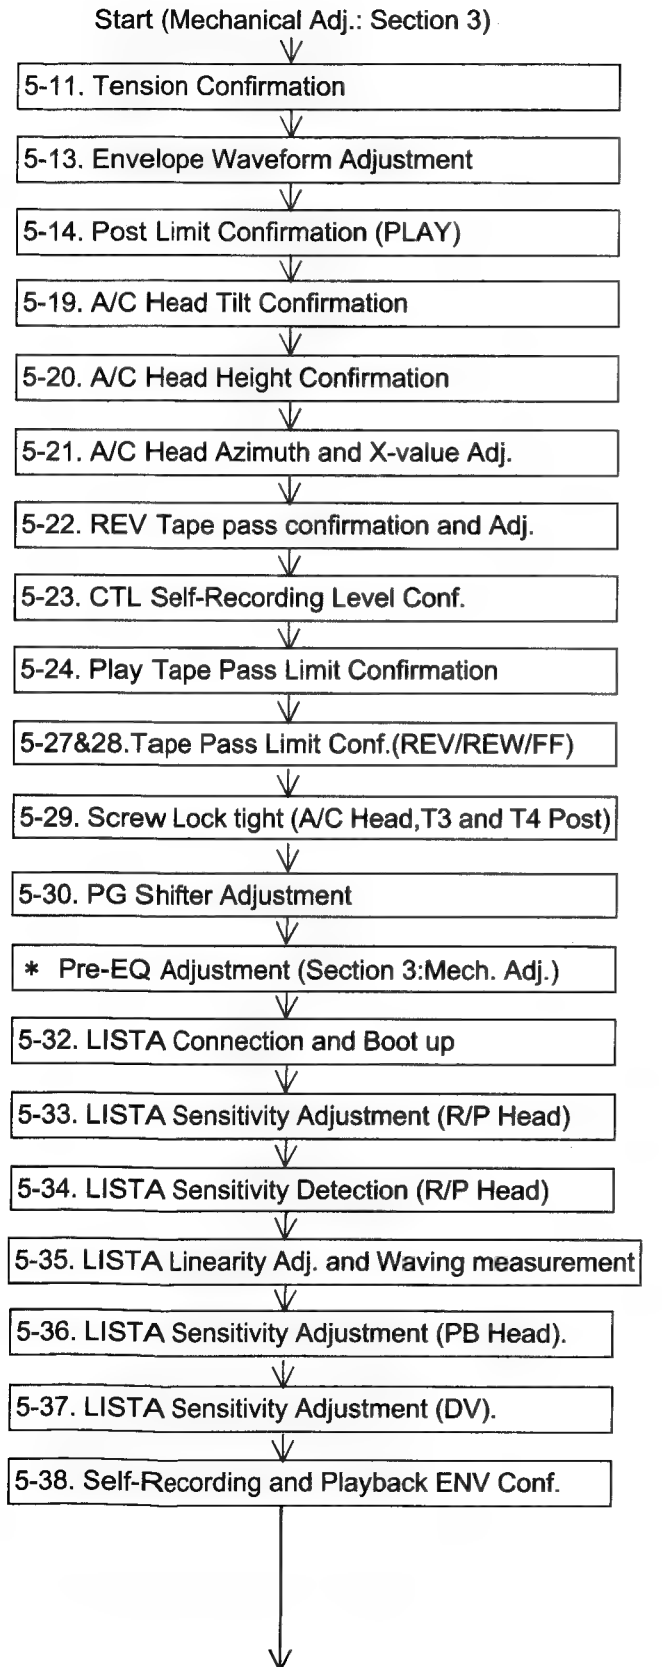 Start (Mechanical Adj.: Section 3)
5-11. Tension Confirmation
5-13. Envelope Waveform Adjustment
5-14. Post Limit Confirmation (PLAY)
5-19. A/C Head Tilt Confirmation
5-20. A/C Head Height Confirmation
5-21. A/C Head Azimuth and X-value Adj.
5-22. REV Tape pass confirmation and Adj.
5-23. CTL Self-Recording Level Conf.
5-24. Play Tape Pass Limit Confirmation
5-27&28.Tape Pass Limit Conf.(REV/REW/FF)
5-29. Screw Lock tight (A/C Head,T3 and T4 Post)
5-30. PG Shifter Adjustment
* Pre-EQ Adjustment (Section 3:Mech. Adj.)
5-32. LISTA Connection and Boot up
5-33. LISTA Sensitivity Adjustment (R/P Head)
5-34. LISTA Sensitivity Detection (R/P Head)
5-35. LISTA Linearity Adj. and Waving measurement
5-36. LISTA Sensitivity Adjustment (PB Head).
5-37. LISTA Sensitivity Adjustment (DV).
5-38. Self-Recording and Playback ENV Conf.